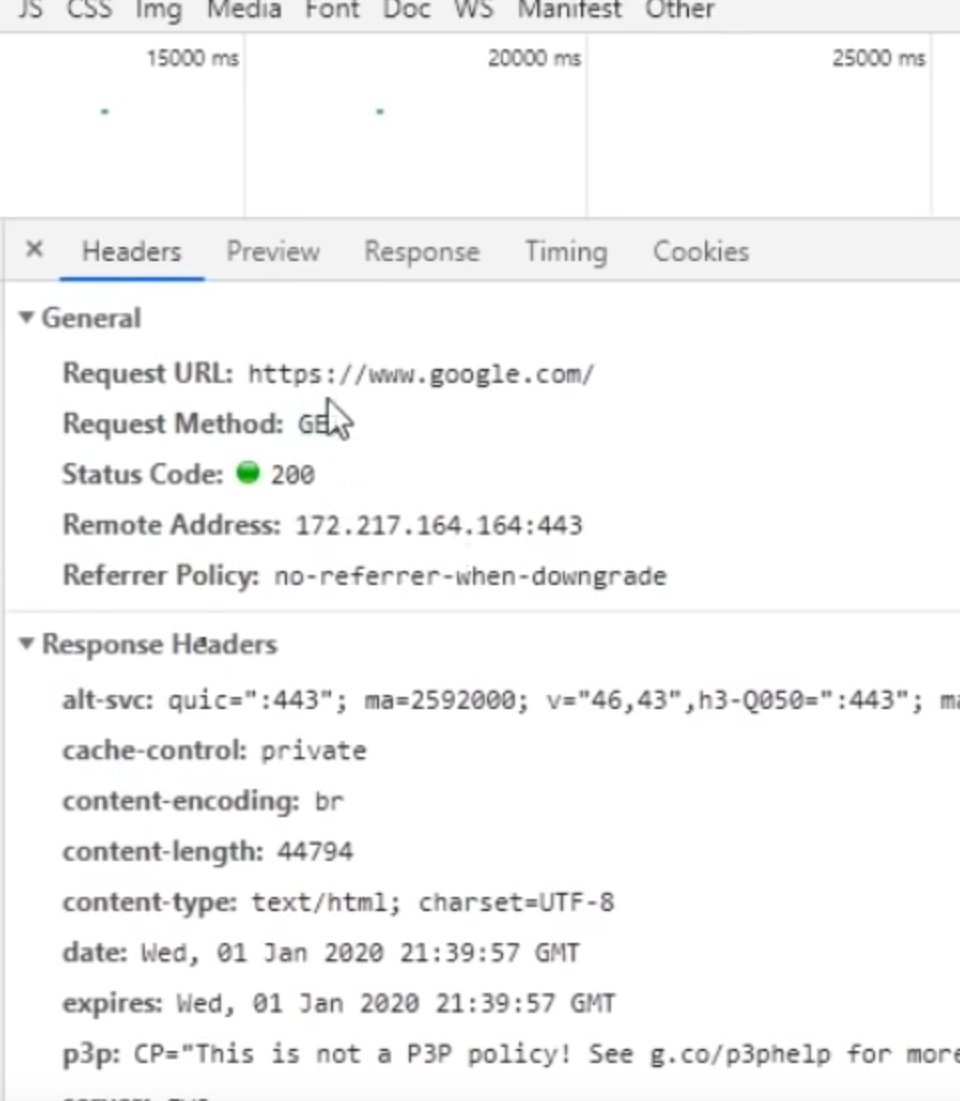 JS CSS Img Media Font Doc WS Manifest Other
15000 ms 20000 ms 25000 ms
× Headers Preview Response Timing Cookies
▼ General
Request URL: https://www.google.com/
Request Method: GE
Status Code: 200
Remote Address: 172.217.164.164:443
Referrer Policy: no-referrer-when-downgrade
▼ Response Headers
alt-svc: quic=":443"; ma=2592000; v="46,43",h3-Q050=":443"; ma
cache-control: private
content-encoding: br
content-length: 44794
content-type: text/html; charset=UTF-8
date: Wed, 01 Jan 2020 21:39:57 GMT
expires: Wed, 01 Jan 2020 21:39:57 GMT
p3p: CP="This is not a P3P policy! See g.co/p3phelp for more